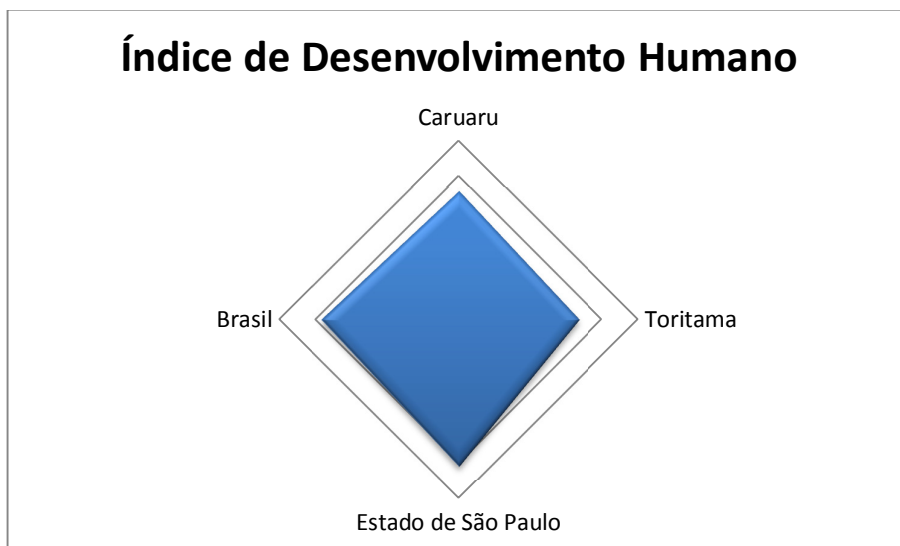 Índice de Desenvolvimento Humano
Caruaru
Brasil
Toritama
Estado de São Paulo